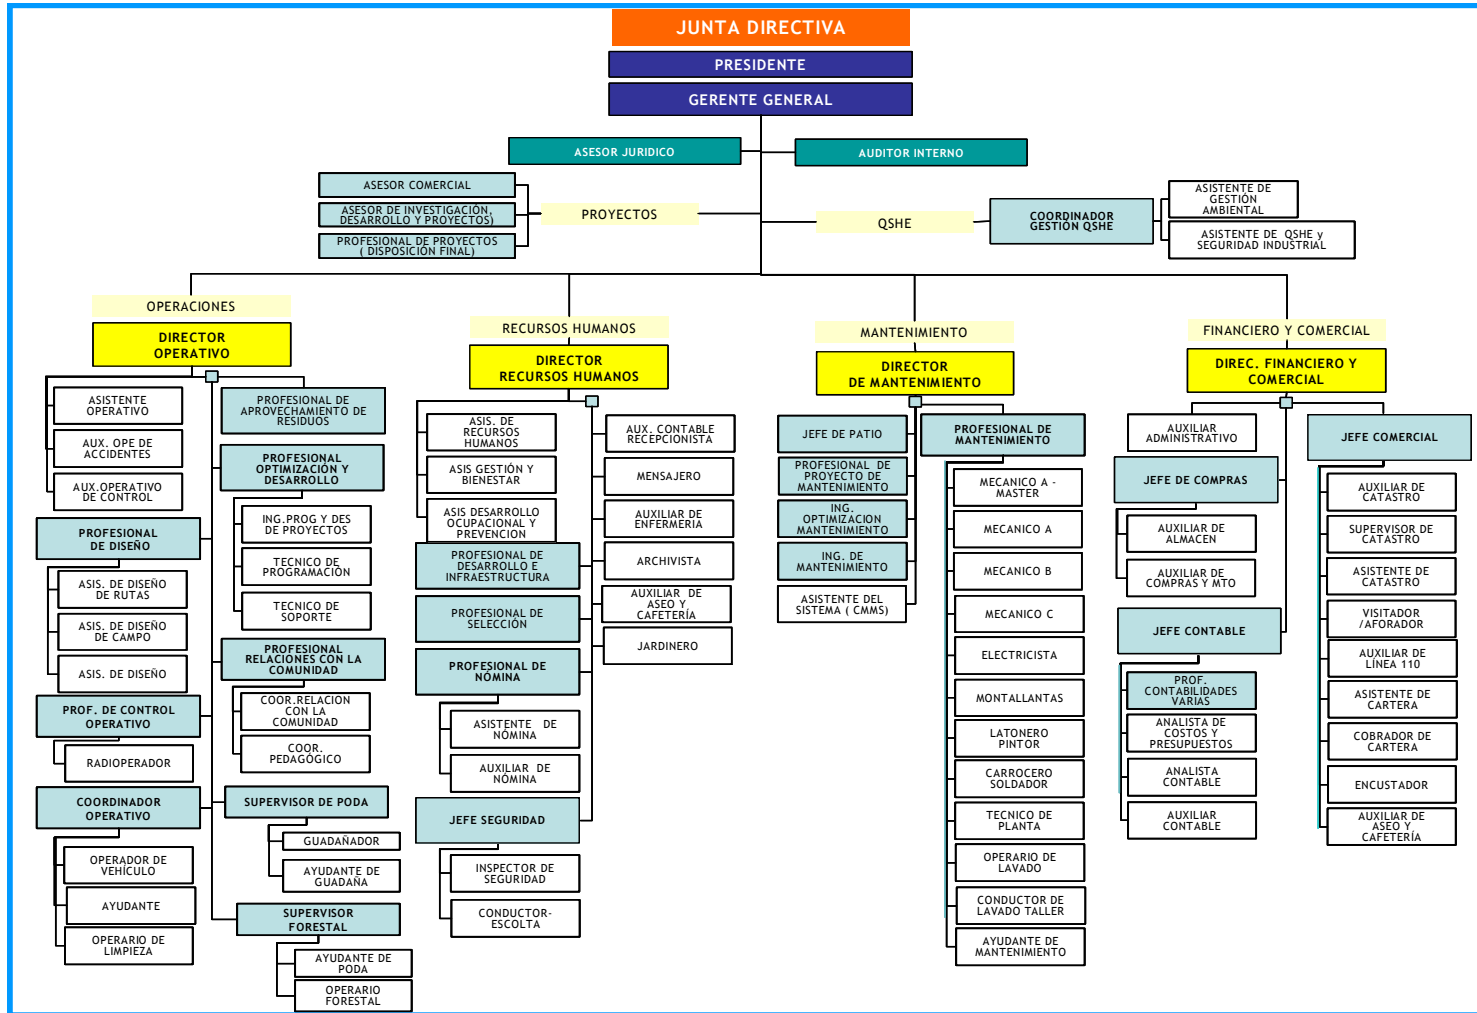 JUNTA DIRECTIVA
PRESIDENTE
GERENTE GENERAL
ASESOR JURIDICO
AUDITOR INTERNO
ASESOR COMERCIAL
ASESOR DE INVESTIGACIÓN,
DESARROLLO Y PROYECTOS)
PROFESIONAL DE PROYECTOS
( DISPOSICIÓN FINAL)
PROYECTOS
QSHE
COORDINADOR
GESTIÓN QSHE
ASISTENTE DE
GESTIÓN
AMBIENTAL
ASISTENTE DE QSHE y
SEGURIDAD INDUSTRIAL
OPERACIONES
DIRECTOR
OPERATIVO
ASISTENTE
OPERATIVO
AUX. OPE DE
ACCIDENTES
AUX.OPERATIVO
DE CONTROL
PROFESIONAL
DE DISEÑO
ASIS. DE DISEÑO
DE RUTAS
ASIS. DE DISEÑO
DE CAMPO
ASIS. DE DISEÑO
PROF. DE CONTROL
OPERATIVO
RADIOPERADOR
COORDINADOR
OPERATIVO
OPERADOR DE
VEHÍCULO
AYUDANTE
OPERARIO DE
LIMPIEZA
PROFESIONAL DE
APROVECHAMIENTO DE
RESIDUOS
PROFESIONAL
OPTIMIZACIÓN Y
DESARROLLO
ING.PROG Y DES
DE PROYECTOS
TECNICO DE
PROGRAMACIÓN
TECNICO DE
SOPORTE
PROFESIONAL
RELACIONES CON LA
COMUNIDAD
COOR.RELACION
CON LA
COMUNIDAD
COOR.
PEDAGÓGICO
SUPERVISOR DE PODA
GUADAÑADOR
AYUDANTE DE
GUADAÑA
SUPERVISOR
FORESTAL
AYUDANTE DE
PODA
OPERARIO
FORESTAL
RECURSOS HUMANOS
DIRECTOR
RECURSOS HUMANOS
ASIS. DE
RECURSOS
HUMANOS
ASIS GESTIÓN Y
BIENESTAR
ASIS DESARROLLO
OCUPACIONAL Y
PREVENCION
PROFESIONAL DE
DESARROLLO E
INFRAESTRUCTURA
PROFESIONAL DE
SELECCIÓN
PROFESIONAL DE
NÓMINA
ASISTENTE DE
NÓMINA
AUXILIAR DE
NÓMINA
JEFE SEGURIDAD
INSPECTOR DE
SEGURIDAD
CONDUCTOR-
ESCOLTA
AUX. CONTABLE
RECEPCIONISTA
MENSAJERO
AUXILIAR DE
ENFERMERIA
ARCHIVISTA
AUXILIAR DE
ASEO Y
CAFETERÍA
JARDINERO
MANTENIMIENTO
DIRECTOR
DE MANTENIMIENTO
JEFE DE PATIO
PROFESIONAL DE
PROYECTO DE
MANTENIMIENTO
ING.
OPTIMIZACION
MANTENIMIENTO
ING. DE
MANTENIMIENTO
ASISTENTE DEL
SISTEMA ( CMMS)
PROFESIONAL DE
MANTENIMIENTO
MECANICO A -
MASTER
MECANICO A
MECANICO B
MECANICO C
ELECTRICISTA
MONTALLANTAS
LATONERO
PINTOR
CARROCERO
SOLDADOR
TECNICO DE
PLANTA
OPERARIO DE
LAVADO
CONDUCTOR DE
LAVADO TALLER
AYUDANTE DE
MANTENIMIENTO
FINANCIERO Y COMERCIAL
DIREC. FINANCIERO Y
COMERCIAL
AUXILIAR
ADMINISTRATIVO
JEFE DE COMPRAS
AUXILIAR DE
ALMACEN
AUXILIAR DE
COMPRAS Y MTO
JEFE CONTABLE
PROF.
CONTABILIDADES
VARIAS
ANALISTA DE
COSTOS Y
PRESUPUESTOS
ANALISTA
CONTABLE
AUXILIAR
CONTABLE
JEFE COMERCIAL
AUXILIAR DE
CATASTRO
SUPERVISOR DE
CATASTRO
ASISTENTE DE
CATASTRO
VISITADOR
/AFORADOR
AUXILIAR DE
LÍNEA 110
ASISTENTE DE
CARTERA
COBRADOR DE
CARTERA
ENCUSTADOR
AUXILIAR DE
ASEO Y
CAFETERÍA